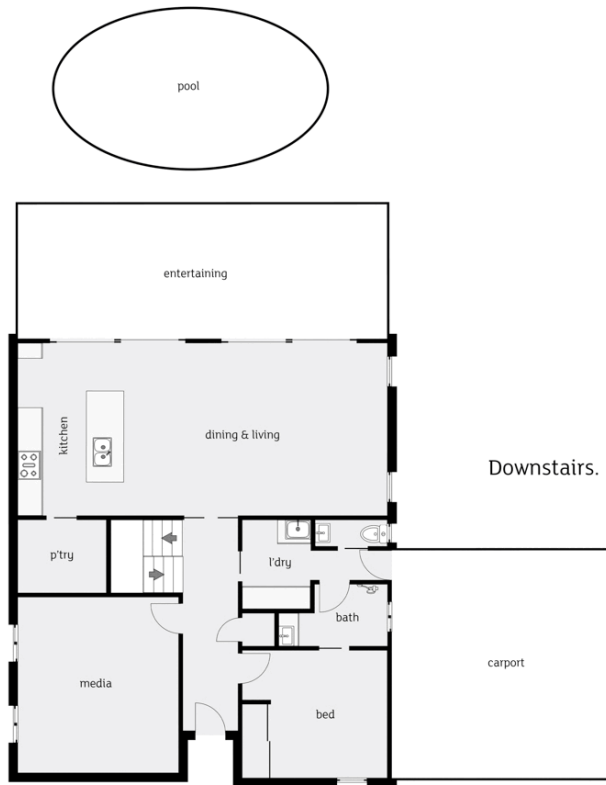 pool
entertaining
kitchen
dining & living
Downstairs.
p'try
l'dry
bath
carport
media
bed